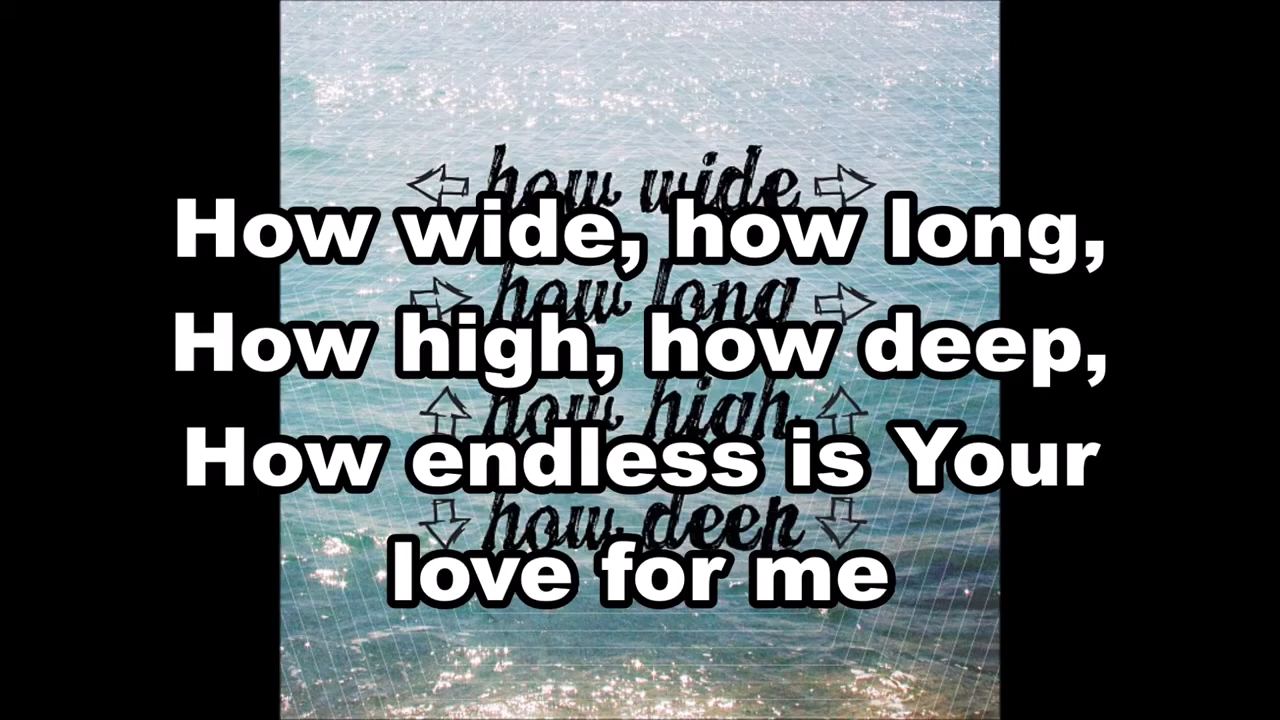 how wide
How wide, how long,
how long
How high, how deep,
how high
How endless is Your
how deep
love for me